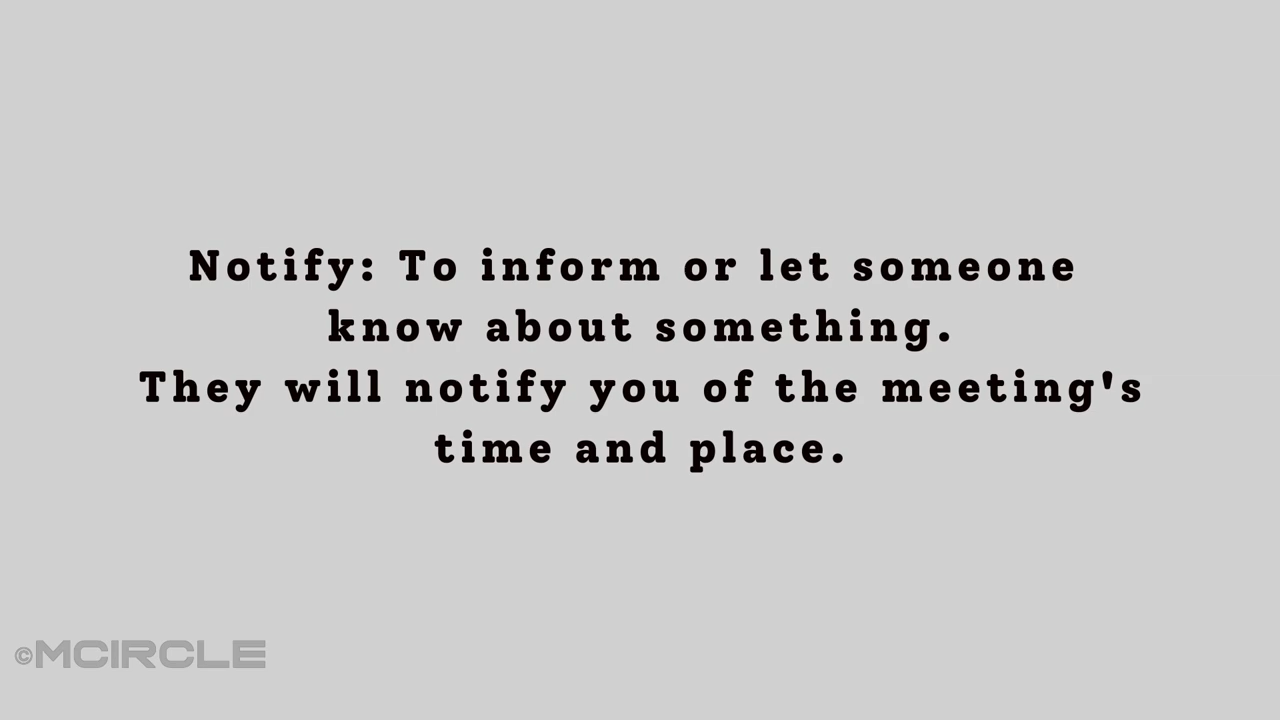 Notify: To inform or let someone
know about something.
They will notify you of the meeting's
time and place.
©MCIRCLE